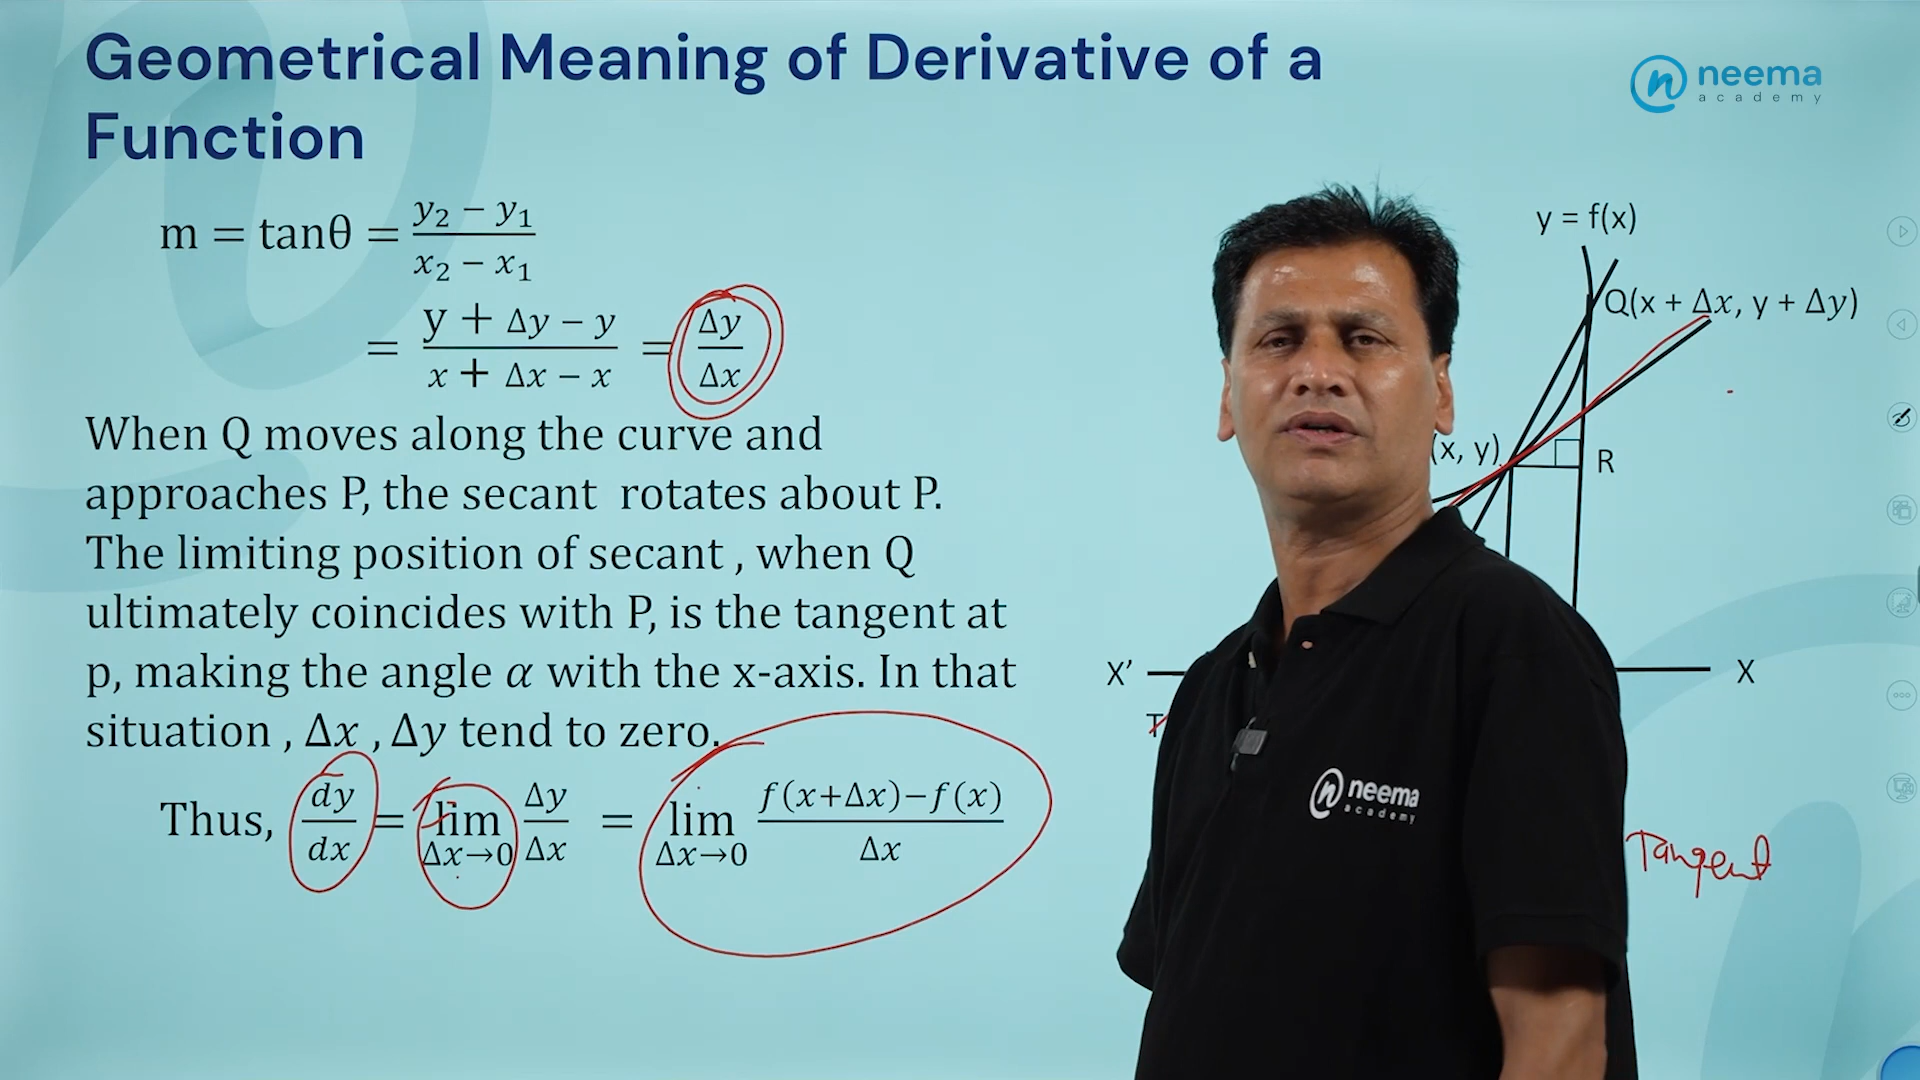 Geometrical Meaning of Derivative of a
Function
neema
academy
m = tanθ = (y₂ − y₁)/(x₂ − x₁)
= (y + Δy − y)/(x + Δx − x) = Δy/Δx
When Q moves along the curve and
approaches P, the secant rotates about P.
The limiting position of secant , when Q
ultimately coincides with P, is the tangent at
p, making the angle α with the x-axis. In that
situation , Δx , Δy tend to zero.
Thus, dy/dx = lim Δx→0 Δy/Δx = lim Δx→0 (f(x+Δx)−f(x))/Δx
y = f(x)
Q(x + Δx, y + Δy)
(x, y)
R
X’
X
T
neema
academy
Tangent